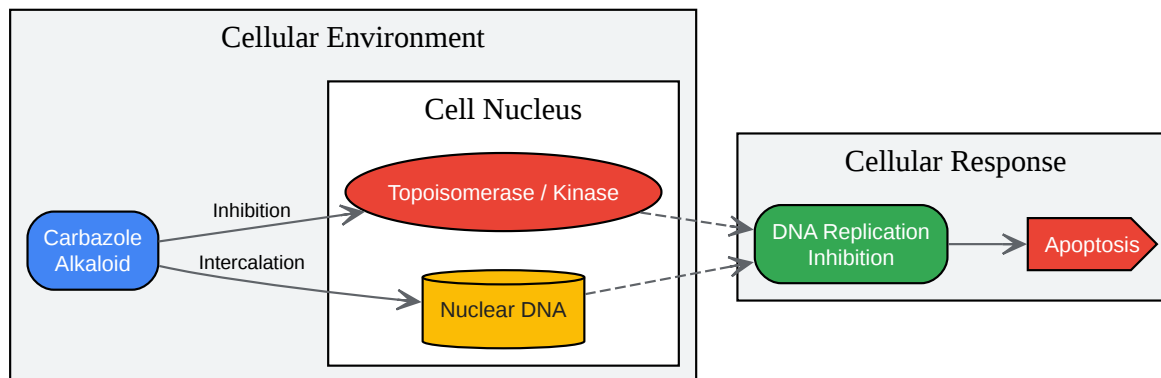 Cellular Environment
Cell Nucleus
Cellular Response
Topoisomerase / Kinase
Inhibition
Carbazole
Alkaloid
Intercalation
Nuclear DNA
DNA Replication
Inhibition
Apoptosis